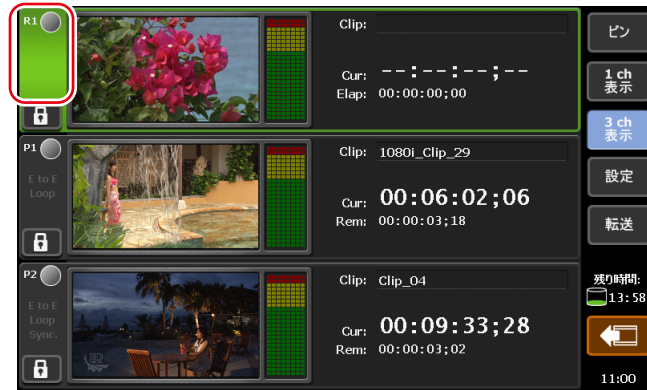 R1
Clip:
Cur: --:--:--;--
Elap: 00:00:00;00
P1
E to E
Loop
Clip: 1080i_Clip_29
Cur: 00:06:02;06
Rem: 00:00:03;18
P2
E to E
Loop
Sync.
Clip: Clip_04
Cur: 00:09:33;28
Rem: 00:00:03;02
ビン
1 ch
表示
3 ch
表示
設定
転送
残り時間:
13:58
11:00